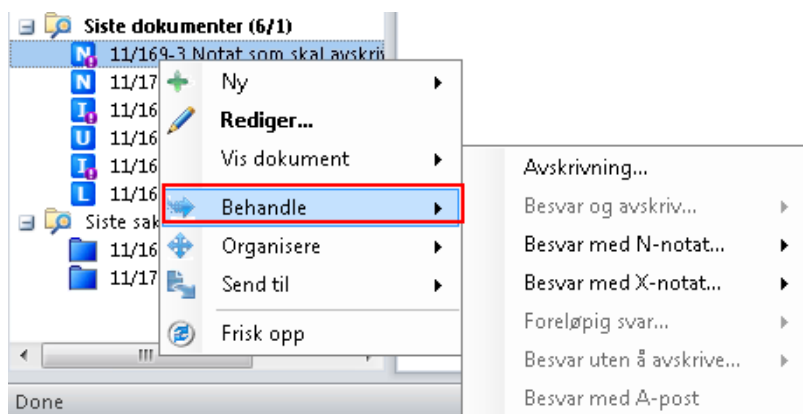 Siste dokumenter (6/1)
N 11/169-3 Notat som skal avskriv
N 11/17
I 11/16
U 11/16
I 11/16
L 11/16
Siste sak
11/16
11/17
Done
Ny
Rediger...
Vis dokument
Behandle
Organisere
Send til
Frisk opp
Avskrivning...
Besvar og avskriv...
Besvar med N-notat...
Besvar med X-notat...
Foreløpig svar...
Besvar uten å avskrive...
Besvar med A-post